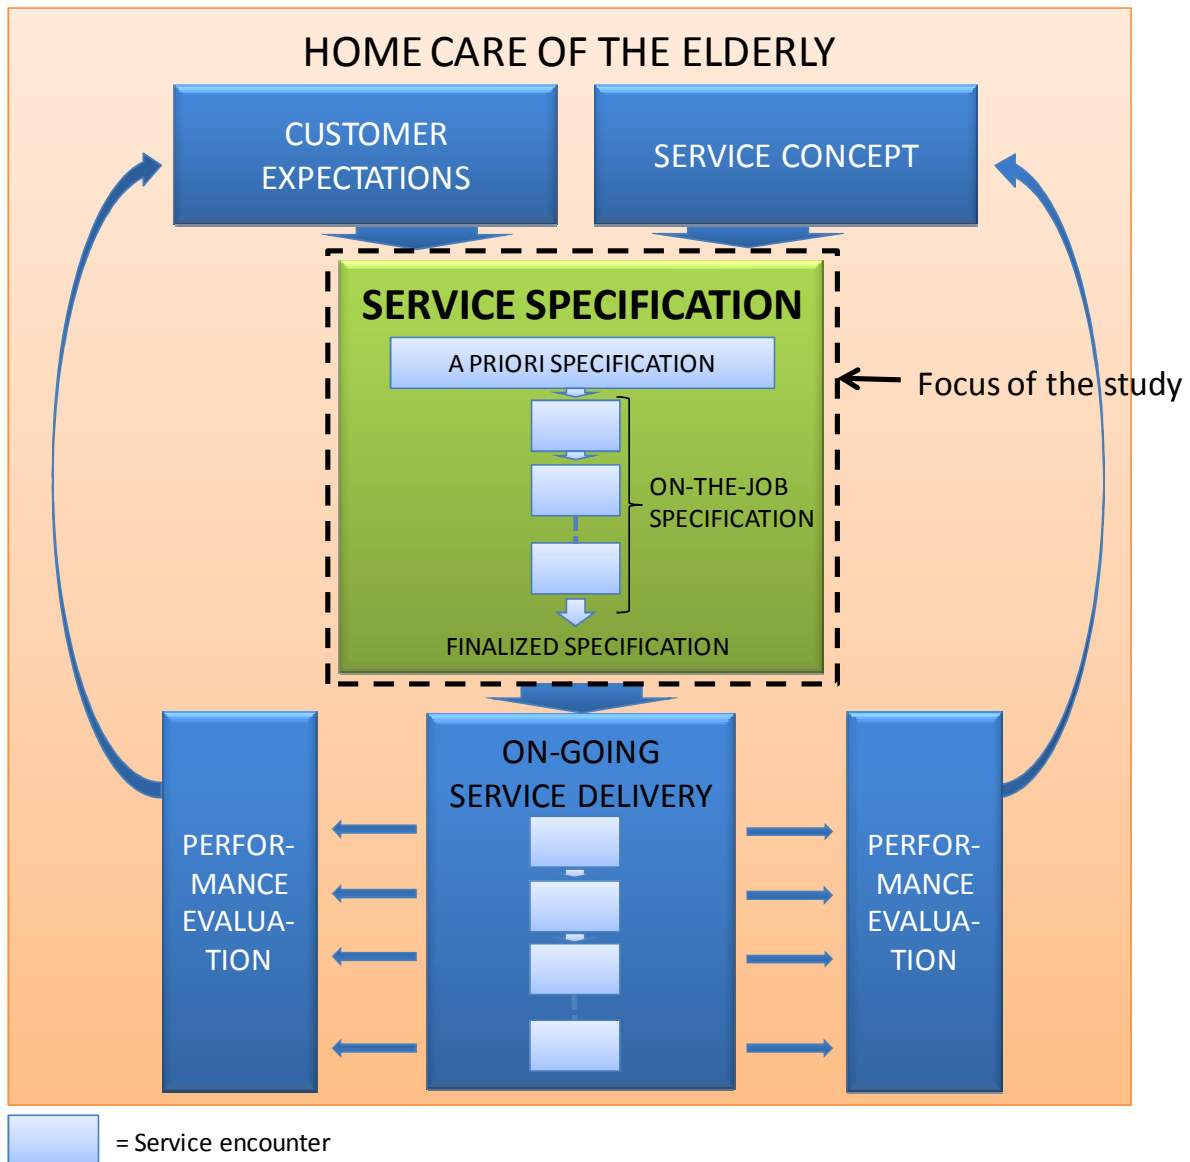 HOME CARE OF THE ELDERLY
CUSTOMER
EXPECTATIONS
SERVICE CONCEPT
SERVICE SPECIFICATION
A PRIORI SPECIFICATION
Focus of the study
ON-THE-JOB
SPECIFICATION
FINALIZED SPECIFICATION
ON-GOING
SERVICE DELIVERY
PERFOR-
MANCE
EVALUA-
TION
PERFOR-
MANCE
EVALUA-
TION
= Service encounter